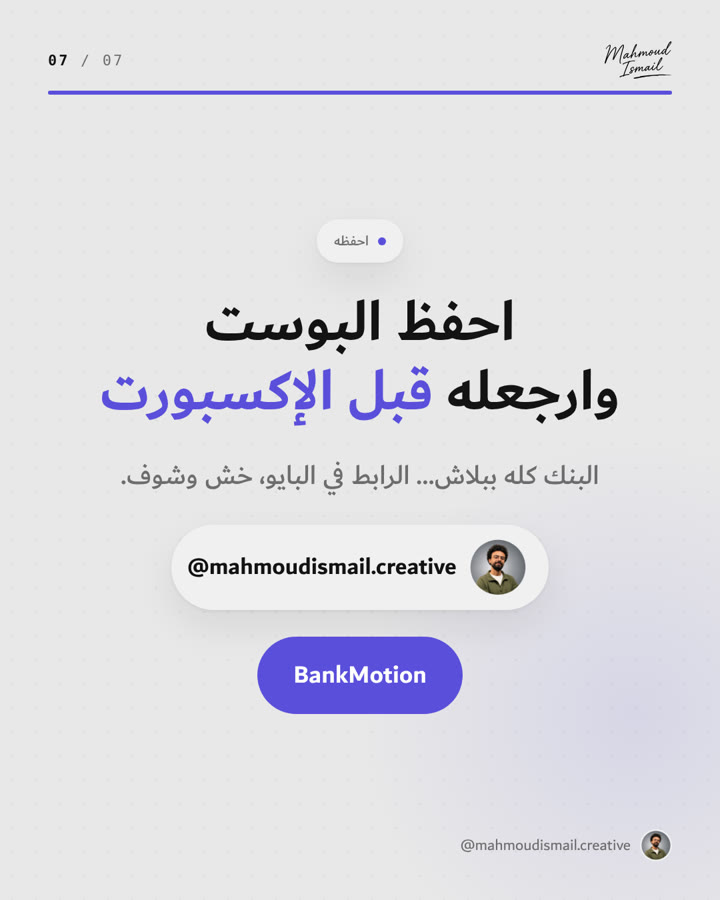 07 / 07
Mahmoud
Ismail
احفظه
احفظ البوست
وارجعله قبل الإكسبورت
البنك كله ببلاش... الرابط في البايو، خش وشوف.
@mahmoudismail.creative
BankMotion
@mahmoudismail.creative